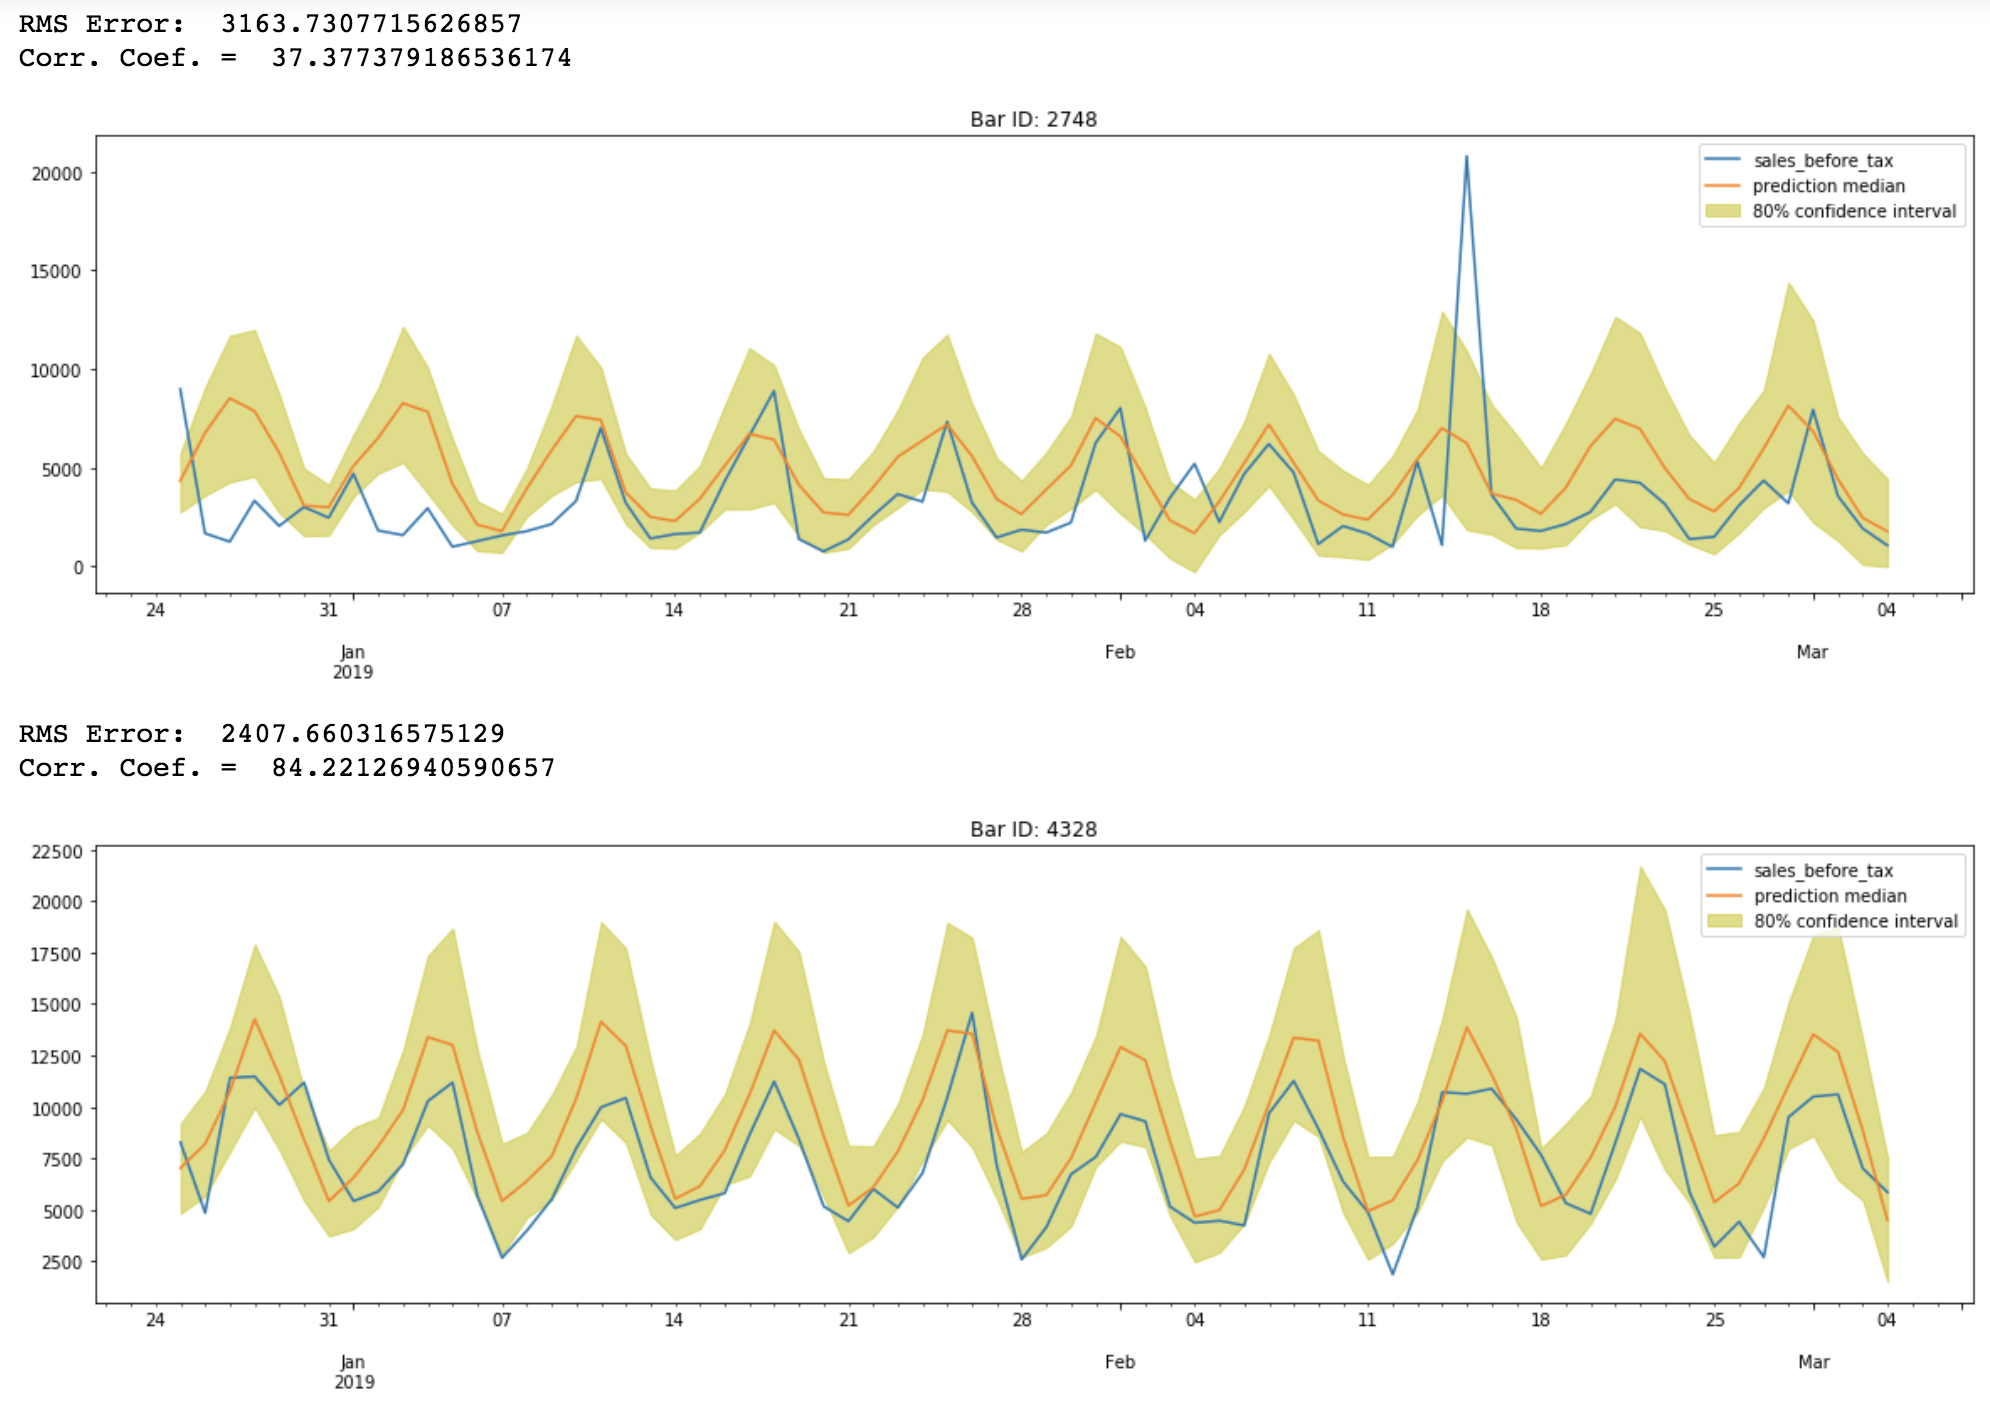 RMS Error:  3163.7307715626857
Corr. Coef. =  37.377379186536174
Bar ID: 2748
sales_before_tax
prediction median
80% confidence interval
20000
15000
10000
5000
0
24 31 07 14 21 28 04 11 18 25 04
Jan Feb Mar
2019
RMS Error:  2407.660316575129
Corr. Coef. =  84.22126940590657
Bar ID: 4328
sales_before_tax
prediction median
80% confidence interval
22500
20000
17500
15000
12500
10000
7500
5000
2500
24 31 07 14 21 28 04 11 18 25 04
Jan Feb Mar
2019